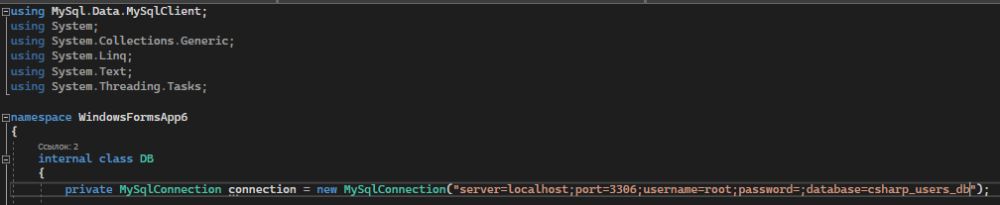 using MySql.Data.MySqlClient;
using System;
using System.Collections.Generic;
using System.Linq;
using System.Text;
using System.Threading.Tasks;
namespace WindowsFormsApp6
{
Ссылок: 2
internal class DB
{
private MySqlConnection connection = new MySqlConnection("server=localhost;port=3306;username=root;password=;database=csharp_users_db");